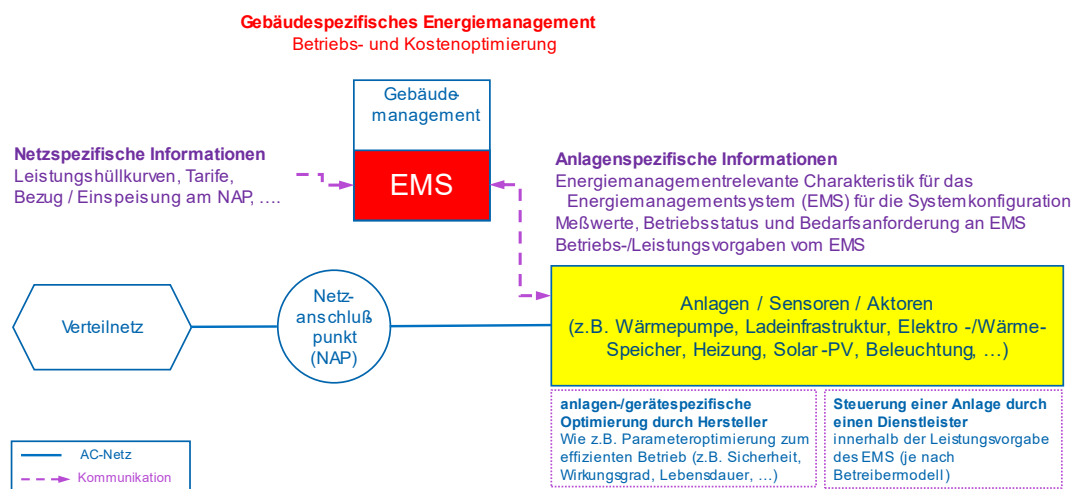 Gebäudespezifisches Energiemanagement
Betriebs- und Kostenoptimierung
Gebäude-
management
EMS
Netzspezifische Informationen
Leistungshüllkurven, Tarife,
Bezug / Einspeisung am NAP, ....
Anlagenspezifische Informationen
Energiemanagementrelevante Charakteristik für das
Energiemanagementsystem (EMS) für die Systemkonfiguration
Meßwerte, Betriebsstatus und Bedarfsanforderung an EMS
Betriebs-/Leistungsvorgaben vom EMS
Verteilnetz
Netz-
anschluß
punkt
(NAP)
Anlagen / Sensoren / Aktoren
(z.B. Wärmepumpe, Ladeinfrastruktur, Elektro -/Wärme-
Speicher, Heizung, Solar -PV, Beleuchtung, ...)
anlagen-/gerätespezifische
Optimierung durch Hersteller
Wie z.B. Parameteroptimierung zum
effizienten Betrieb (z.B. Sicherheit,
Wirkungsgrad, Lebensdauer, ...)
Steuerung einer Anlage durch
einen Dienstleister
innerhalb der Leistungsvorgabe
des EMS (je nach
Betreibermodell)
AC-Netz
Kommunikation